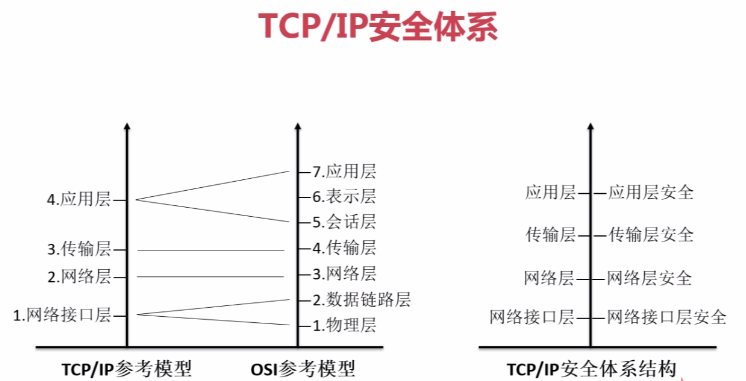 TCP/IP安全体系
4.应用层
3.传输层
2.网络层
1.网络接口层
TCP/IP参考模型
7.应用层
6.表示层
5.会话层
4.传输层
3.网络层
2.数据链路层
1.物理层
OSI参考模型
应用层 应用层安全
传输层 传输层安全
网络层 网络层安全
网络接口层 网络接口层安全
TCP/IP安全体系结构